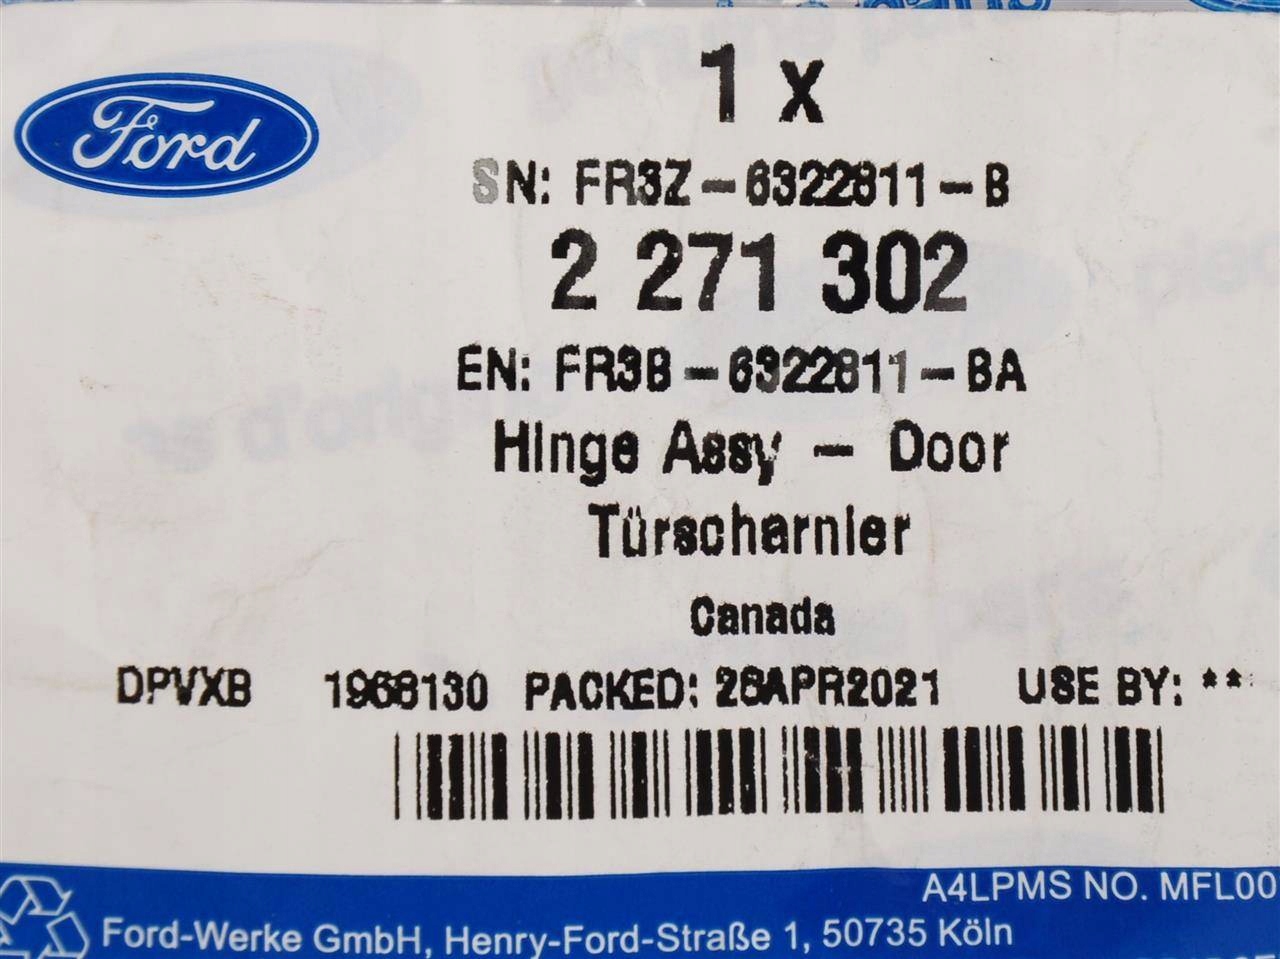 Ford
1 x
SN: FR3Z-6322811-B
2 271 302
EN: FR3B-6322811-BA
Hinge Assy - Door
Türscharnier
Canada
DPVXB 1968130 PACKED: 26APR2021 USE BY: **
A4LPMS NO. MFL00
Ford-Werke GmbH, Henry-Ford-Straße 1, 50735 Köln